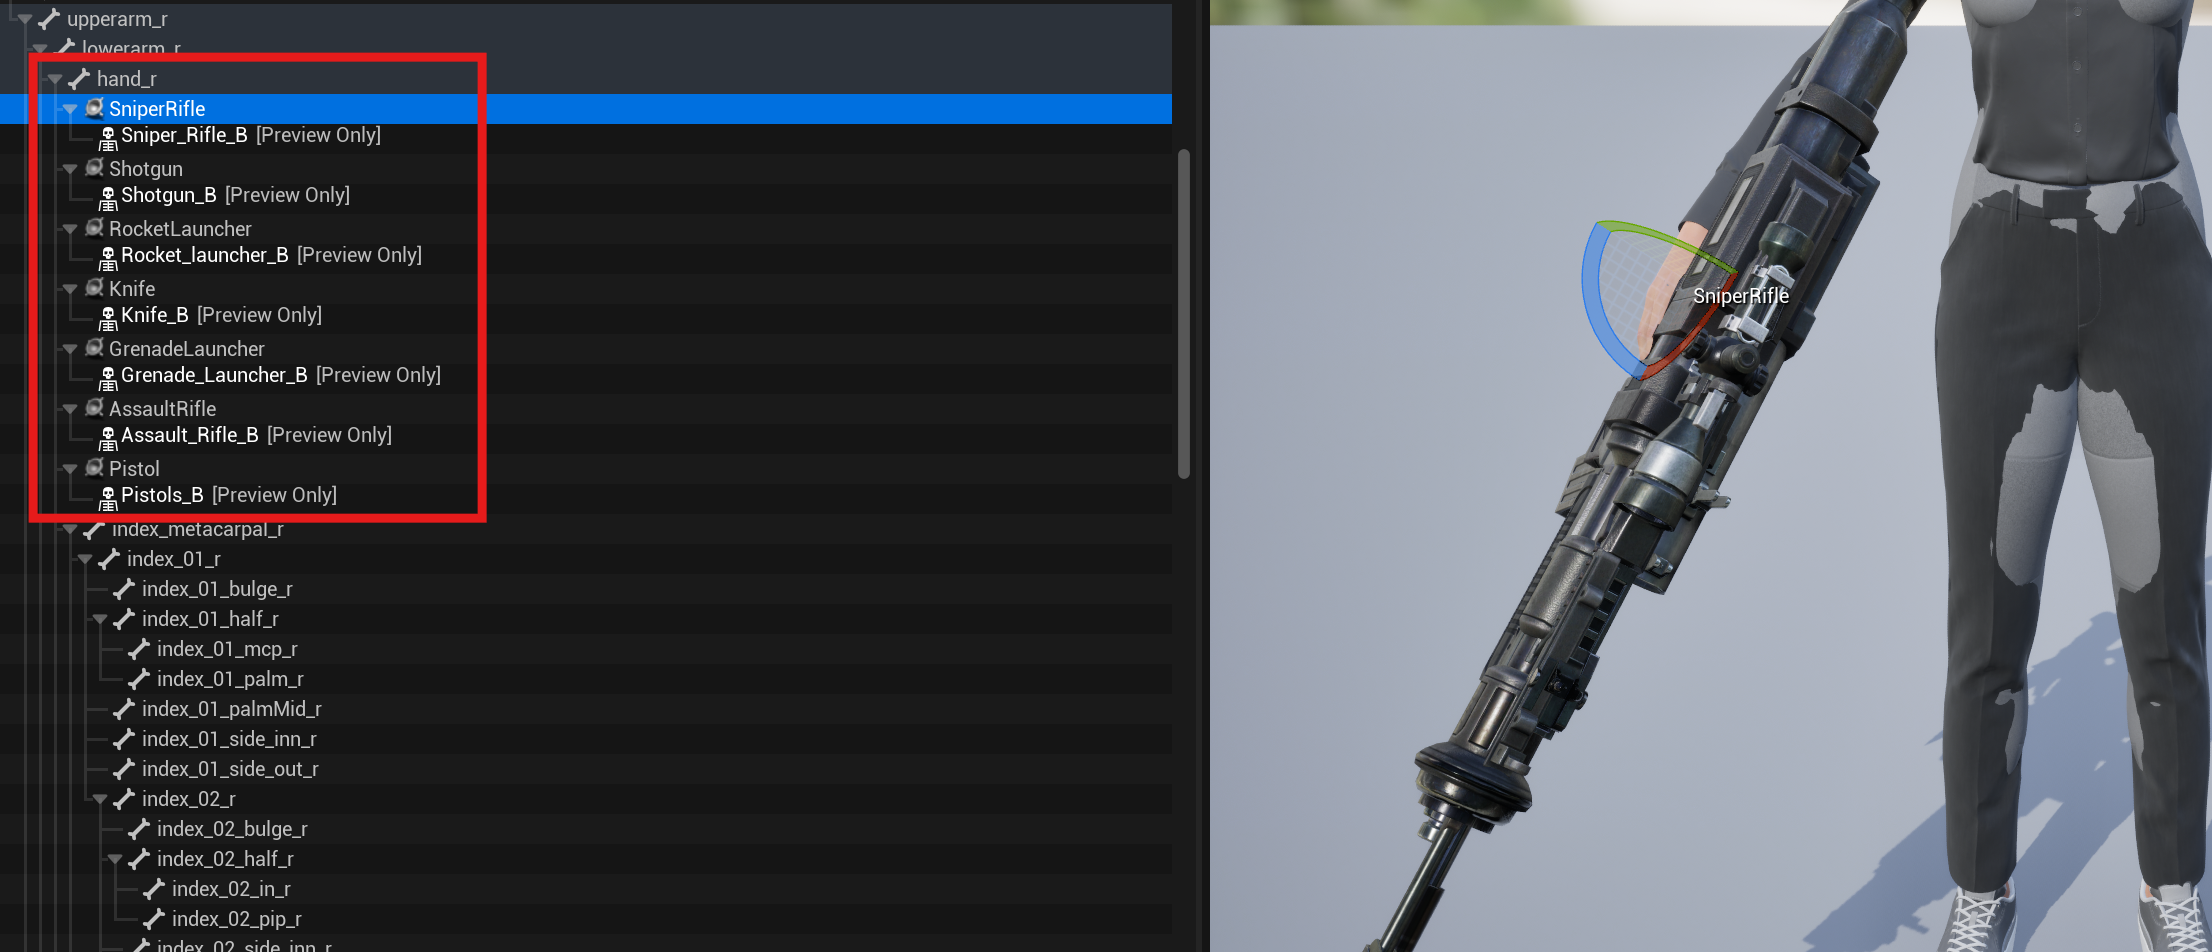 upperarm_r
lowerarm_r
hand_r
SniperRifle
Sniper_Rifle_B [Preview Only]
Shotgun
Shotgun_B [Preview Only]
RocketLauncher
Rocket_launcher_B [Preview Only]
Knife
Knife_B [Preview Only]
GrenadeLauncher
Grenade_Launcher_B [Preview Only]
AssaultRifle
Assault_Rifle_B [Preview Only]
Pistol
Pistols_B [Preview Only]
index_metacarpal_r
index_01_r
index_01_bulge_r
index_01_half_r
index_01_mcp_r
index_01_palm_r
index_01_palmMid_r
index_01_side_inn_r
index_01_side_out_r
index_02_r
index_02_bulge_r
index_02_half_r
index_02_in_r
index_02_pip_r
index_02_side_inn_r
SniperRifle